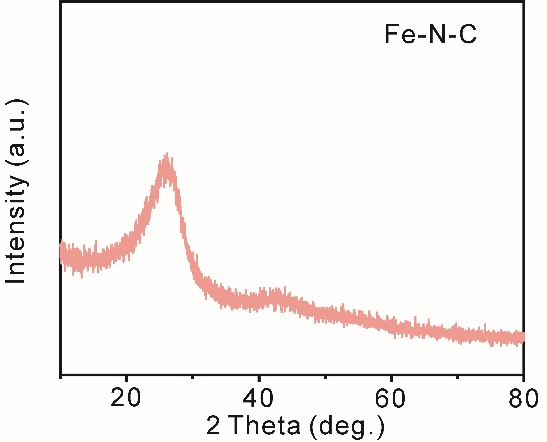 Fe-N-C
Intensity (a.u.)
20 40 60 80
2 Theta (deg.)